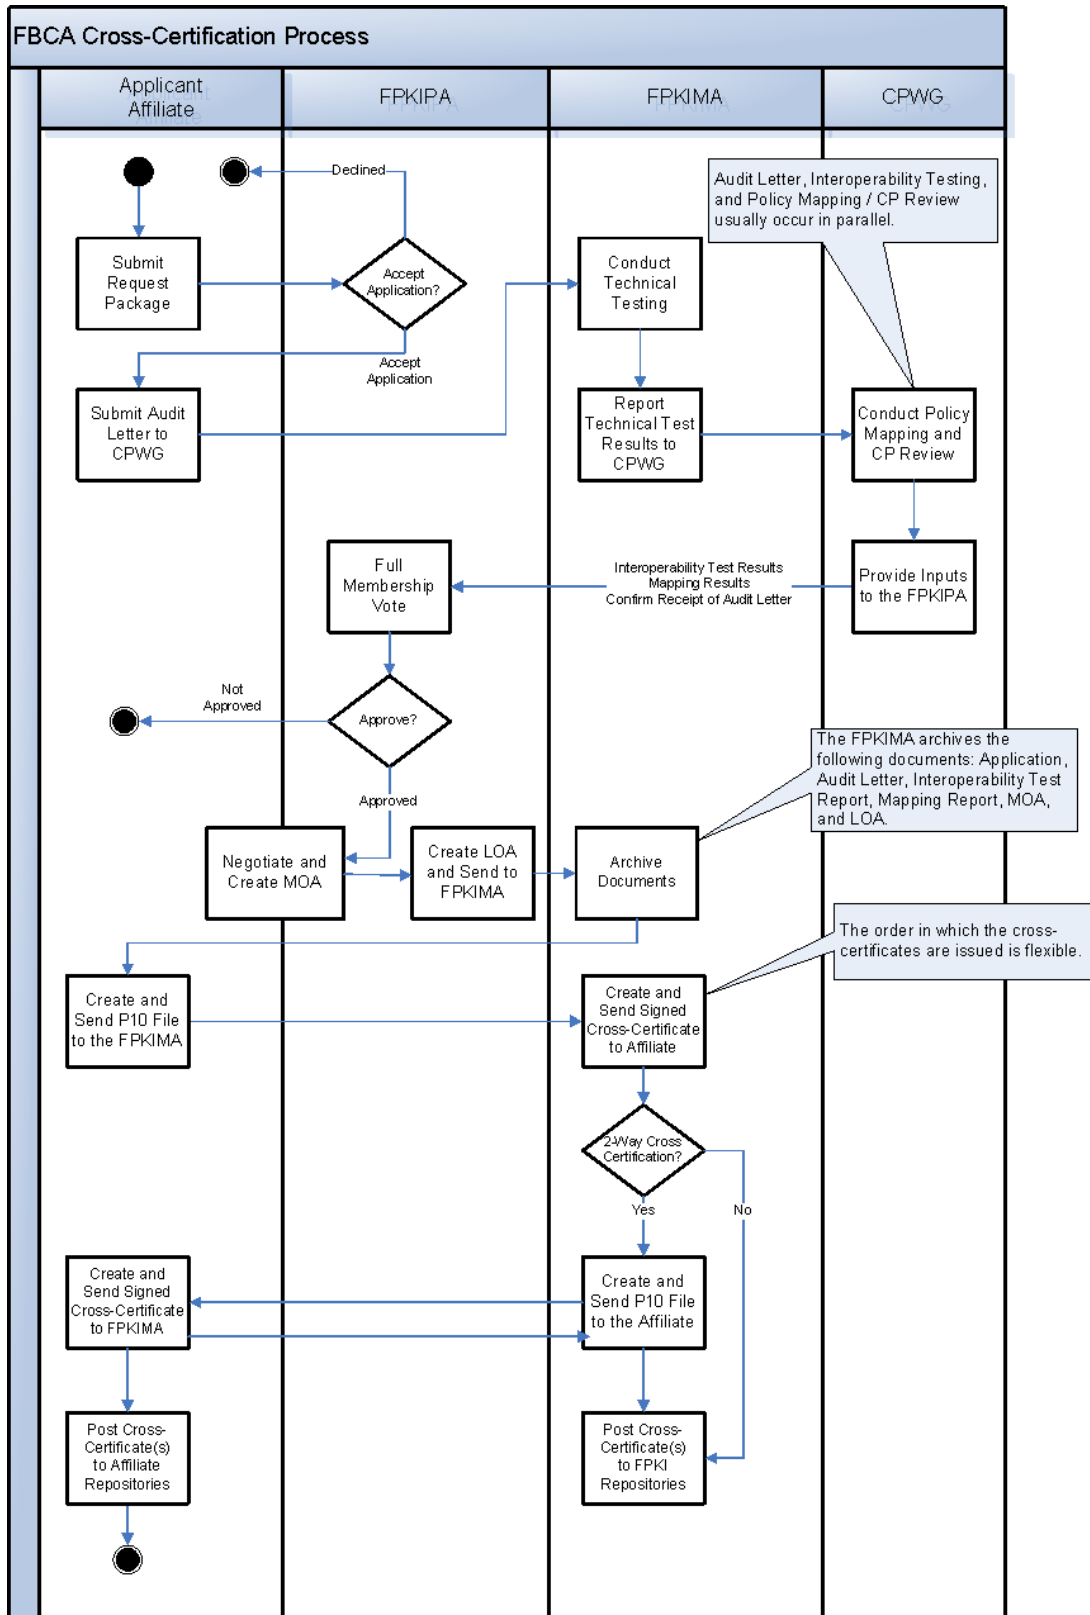 FBCA Cross-Certification Process
Applicant
Affiliate
FPKIPA
FPKIMA
CPWG
Declined
Audit Letter, Interoperability Testing,
and Policy Mapping / CP Review
usually occur in parallel.
Submit
Request
Package
Accept
Application?
Conduct
Technical
Testing
Accept
Application
Submit Audit
Letter to
CPWG
Report
Technical Test
Results to
CPWG
Conduct Policy
Mapping and
CP Review
Full
Membership
Vote
Interoperability Test Results
Mapping Results
Confirm Receipt of Audit Letter
Provide Inputs
to the FPKIPA
Not
Approved
Approve?
The FPKIMA archives the
following documents: Application,
Audit Letter, Interoperability Test
Report, Mapping Report, MOA,
and LOA.
Approved
Negotiate and
Create MOA
Create LOA
and Send to
FPKIMA
Archive
Documents
The order in which the cross-
certificates are issued is flexible.
Create and
Send P10 File
to the FPKIMA
Create and
Send Signed
Cross-Certificate
to Affiliate
2-Way Cross
Certification?
Yes
No
Create and
Send Signed
Cross-Certificate
to FPKIMA
Create and
Send P10 File
to the Affiliate
Post Cross-
Certificate(s)
to Affiliate
Repositories
Post Cross-
Certificate(s)
to FPKI
Repositories